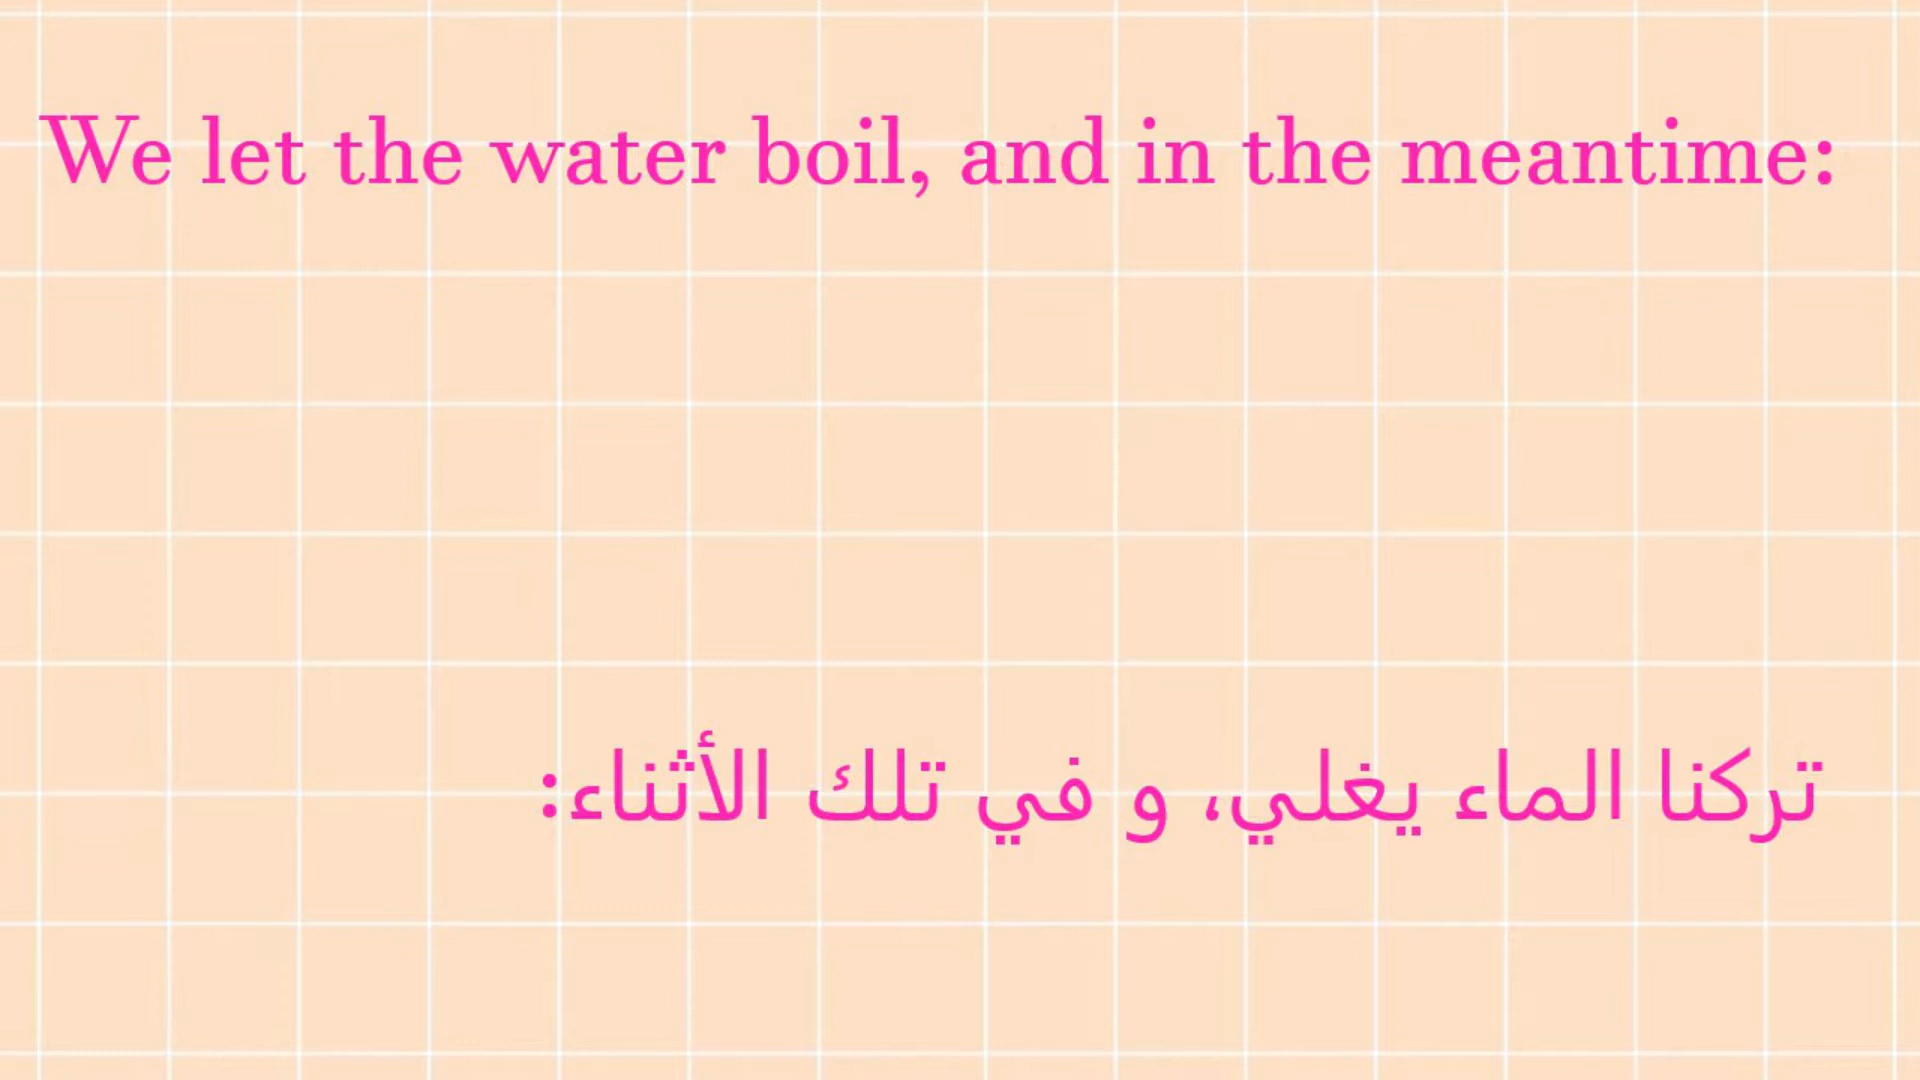 We let the water boil, and in the meantime:
تركنا الماء يغلي، و في تلك الأثناء: